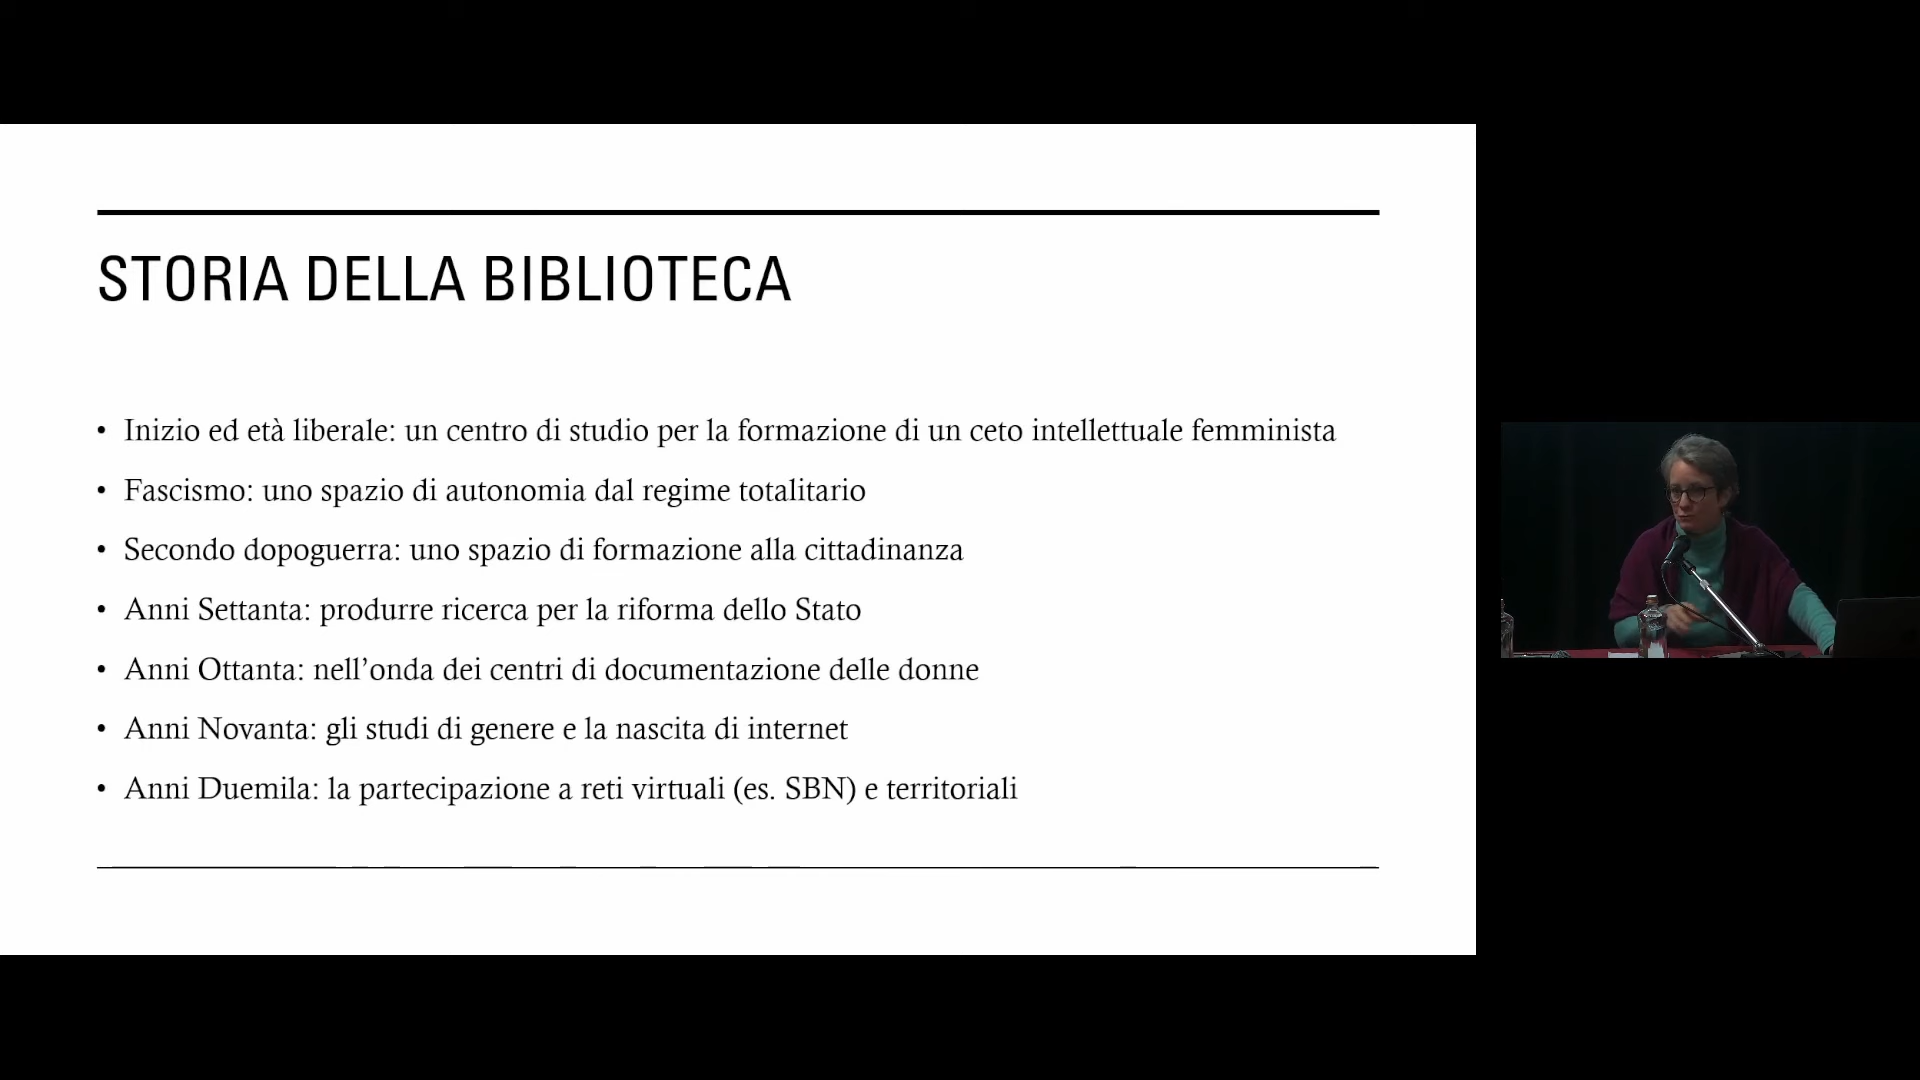 STORIA DELLA BIBLIOTECA
• Inizio ed età liberale: un centro di studio per la formazione di un ceto intellettuale femminista
• Fascismo: uno spazio di autonomia dal regime totalitario
• Secondo dopoguerra: uno spazio di formazione alla cittadinanza
• Anni Settanta: produrre ricerca per la riforma dello Stato
• Anni Ottanta: nell’onda dei centri di documentazione delle donne
• Anni Novanta: gli studi di genere e la nascita di internet
• Anni Duemila: la partecipazione a reti virtuali (es. SBN) e territoriali